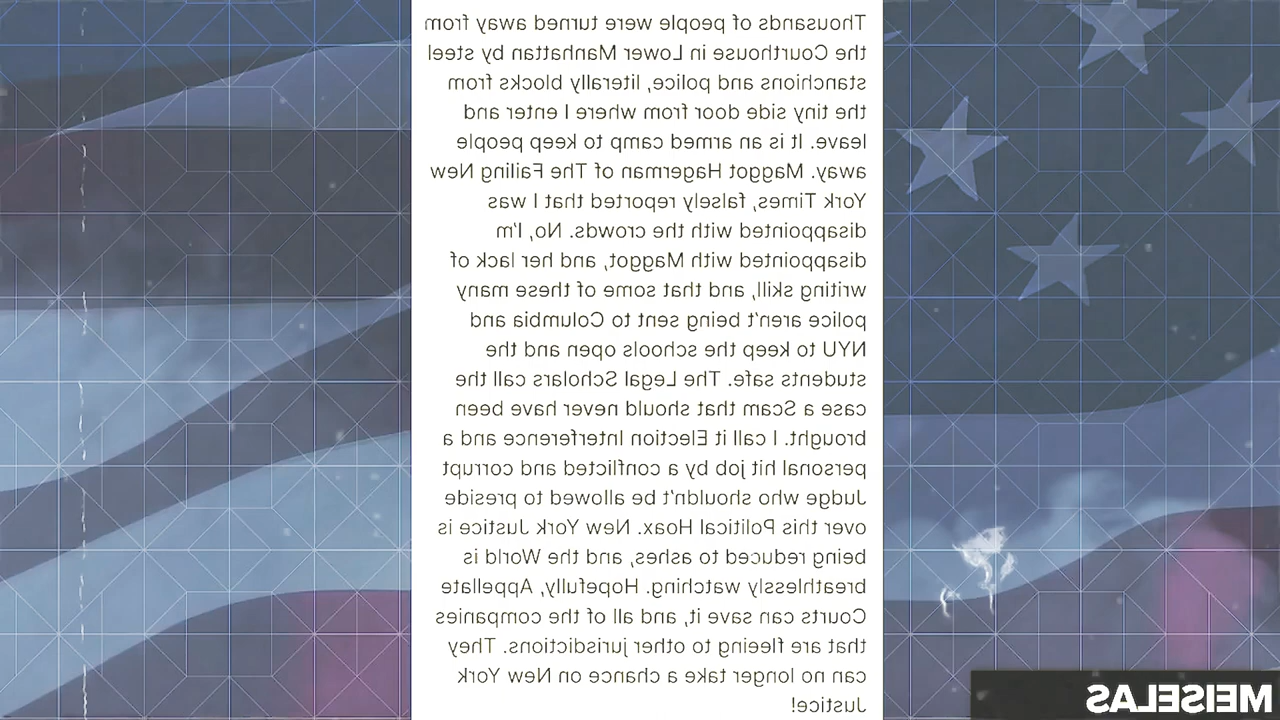 Thousands of people were turned away from
the Courthouse in Lower Manhattan by steel
stanchions and police, literally blocks from
the tiny side door from where I enter and
leave. It is an armed camp to keep people
away. Maggot Hagerman of The Failing New
York Times, falsely reported that I was
disappointed with the crowds. No, I'm
disappointed with Maggot, and her lack of
writing skill, and that some of these many
police aren't being sent to Columbia and
NYU to keep the schools open and the
students safe. The Legal Scholars call the
case a Scam that should never have been
brought. I call it Election Interference and a
personal hit job by a conflicted and corrupt
Judge who shouldn't be allowed to preside
over this Political Hoax. New York Justice is
being reduced to ashes, and the World is
breathlessly watching. Hopefully, Appellate
Courts can save it, and all of the companies
that are fleeing to other jurisdictions. They
can no longer take a chance on New York
Justice!
MEISELAS